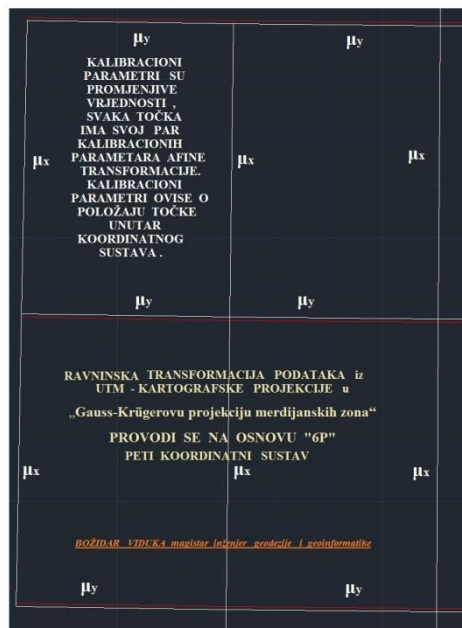 μy μy
KALIBRACIONI
PARAMETRI SU
PROMJENJIVE
VRJEDNOSTI ,
SVAKA TOČKA
IMA SVOJ PAR
KALIBRACIONIH
μx PARAMETARA AFINE μx μx
TRANSFORMACIJE.
KALIBRACIONI
PARAMETRI OVISE O
POLOŽAJU TOČKE
UNUTAR
KOORDINATNOG
SUSTAVA .
μy μy
RAVNINSKA TRANSFORMACIJA PODATAKA iz
UTM - KARTOGRAFSKE PROJEKCIJE u
„Gauss-Krügerovu projekciju merdijanskih zona“
PROVODI SE NA OSNOVU "6P"
PETI KOORDINATNI SUSTAV
μx μx μx
BOŽIDAR VIDUKA magistar inženjer geodezije i geoinformatike
μy μy